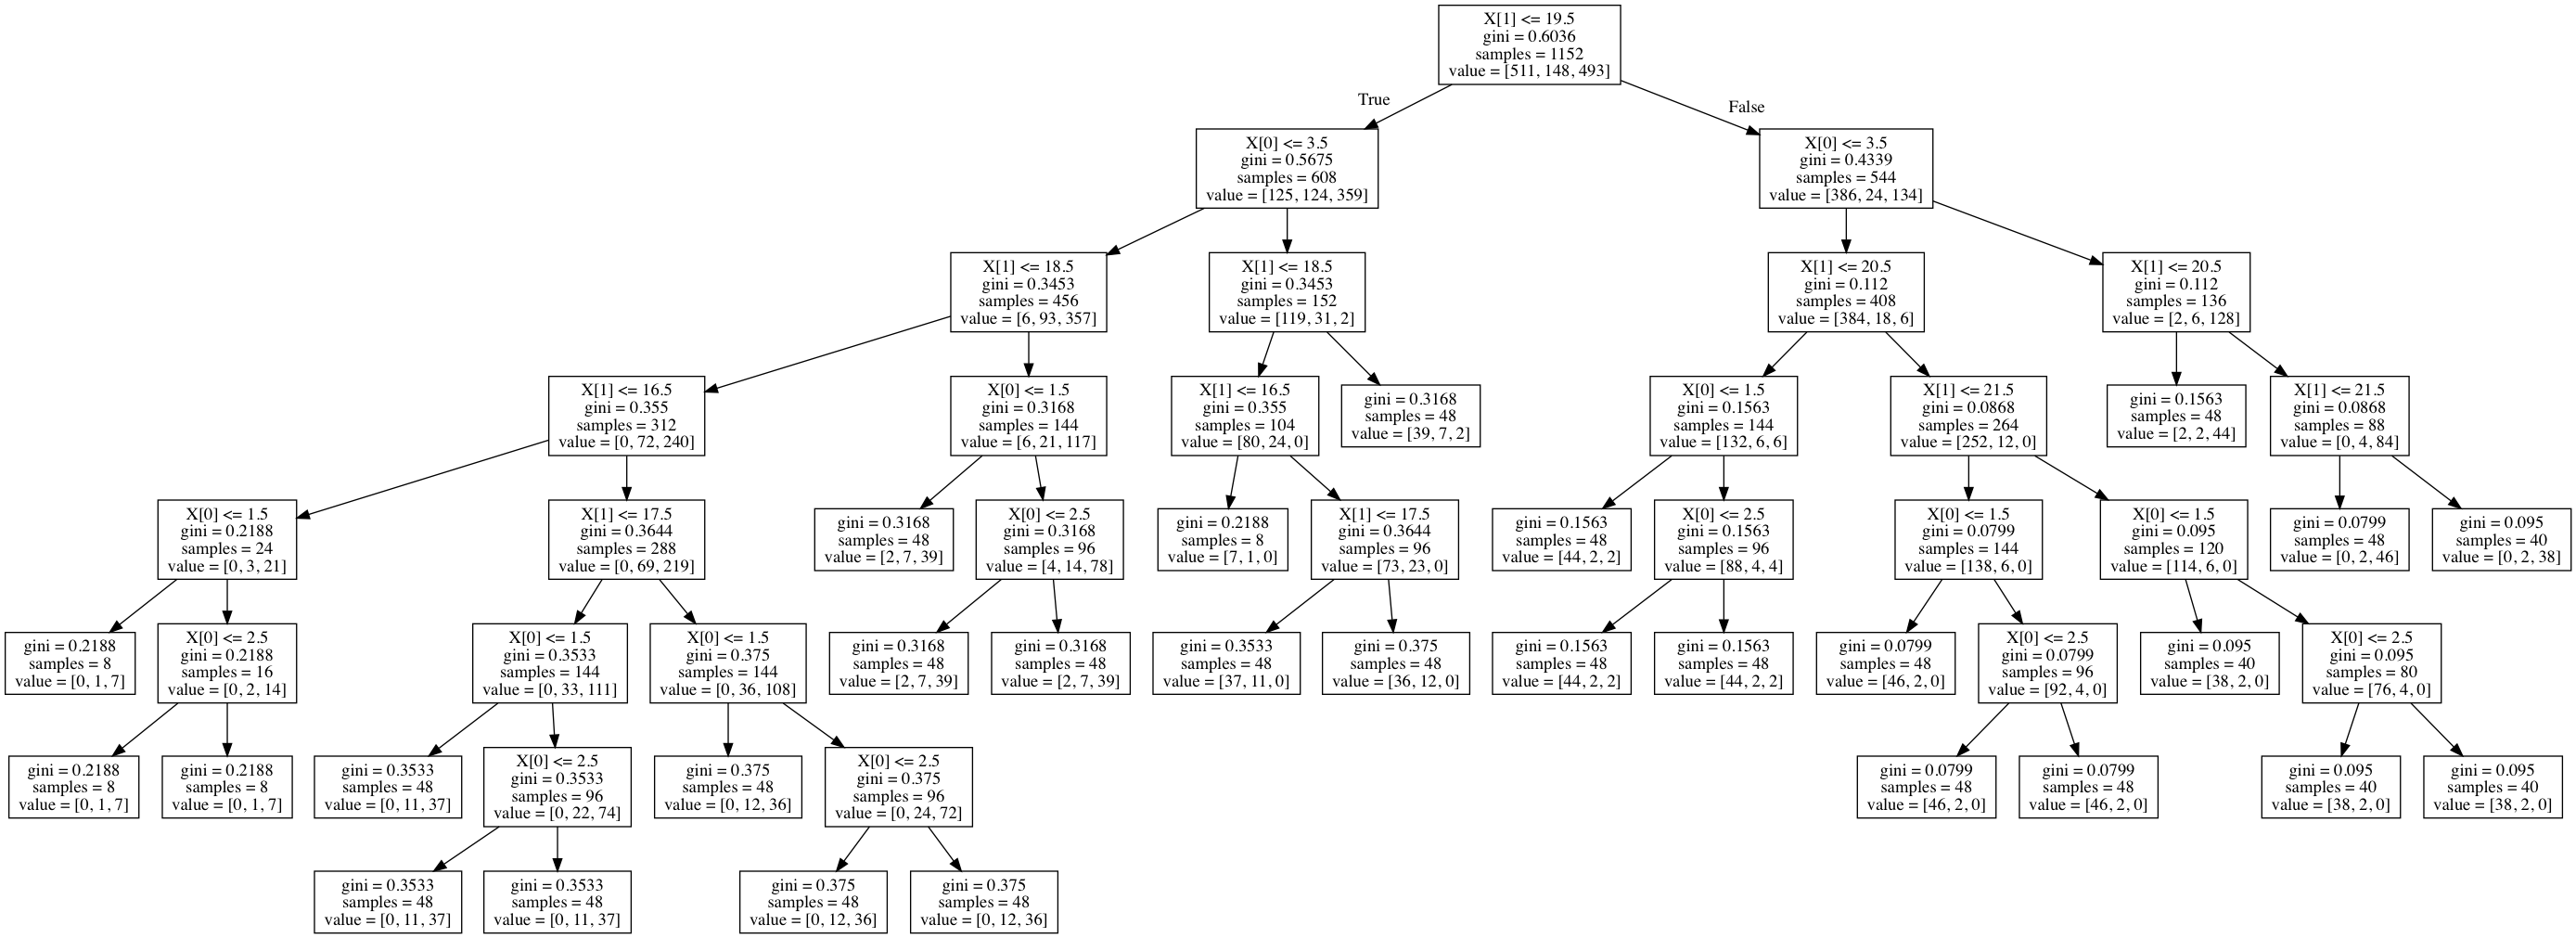 X[1] <= 19.5
gini = 0.6036
samples = 1152
value = [511, 148, 493]
True
False
X[0] <= 3.5
gini = 0.5675
samples = 608
value = [125, 124, 359]
X[0] <= 3.5
gini = 0.4339
samples = 544
value = [386, 24, 134]
X[1] <= 18.5
gini = 0.3453
samples = 456
value = [6, 93, 357]
X[1] <= 18.5
gini = 0.3453
samples = 152
value = [119, 31, 2]
X[1] <= 20.5
gini = 0.112
samples = 408
value = [384, 18, 6]
X[1] <= 20.5
gini = 0.112
samples = 136
value = [2, 6, 128]
X[1] <= 16.5
gini = 0.355
samples = 312
value = [0, 72, 240]
X[0] <= 1.5
gini = 0.3168
samples = 144
value = [6, 21, 117]
X[1] <= 16.5
gini = 0.355
samples = 104
value = [80, 24, 0]
gini = 0.3168
samples = 48
value = [39, 7, 2]
X[0] <= 1.5
gini = 0.1563
samples = 144
value = [132, 6, 6]
X[1] <= 21.5
gini = 0.0868
samples = 264
value = [252, 12, 0]
gini = 0.1563
samples = 48
value = [2, 2, 44]
X[1] <= 21.5
gini = 0.0868
samples = 88
value = [0, 4, 84]
X[0] <= 1.5
gini = 0.2188
samples = 24
value = [0, 3, 21]
X[1] <= 17.5
gini = 0.3644
samples = 288
value = [0, 69, 219]
gini = 0.3168
samples = 48
value = [2, 7, 39]
X[0] <= 2.5
gini = 0.3168
samples = 96
value = [4, 14, 78]
gini = 0.2188
samples = 8
value = [7, 1, 0]
X[1] <= 17.5
gini = 0.3644
samples = 96
value = [73, 23, 0]
gini = 0.1563
samples = 48
value = [44, 2, 2]
X[0] <= 2.5
gini = 0.1563
samples = 96
value = [88, 4, 4]
X[0] <= 1.5
gini = 0.0799
samples = 144
value = [138, 6, 0]
X[0] <= 1.5
gini = 0.095
samples = 120
value = [114, 6, 0]
gini = 0.0799
samples = 48
value = [0, 2, 46]
gini = 0.095
samples = 40
value = [0, 2, 38]
gini = 0.2188
samples = 8
value = [0, 1, 7]
X[0] <= 2.5
gini = 0.2188
samples = 16
value = [0, 2, 14]
X[0] <= 1.5
gini = 0.3533
samples = 144
value = [0, 33, 111]
X[0] <= 1.5
gini = 0.375
samples = 144
value = [0, 36, 108]
gini = 0.3168
samples = 48
value = [2, 7, 39]
gini = 0.3168
samples = 48
value = [2, 7, 39]
gini = 0.3533
samples = 48
value = [37, 11, 0]
gini = 0.375
samples = 48
value = [36, 12, 0]
gini = 0.1563
samples = 48
value = [44, 2, 2]
gini = 0.1563
samples = 48
value = [44, 2, 2]
gini = 0.0799
samples = 48
value = [46, 2, 0]
X[0] <= 2.5
gini = 0.0799
samples = 96
value = [92, 4, 0]
gini = 0.095
samples = 40
value = [38, 2, 0]
X[0] <= 2.5
gini = 0.095
samples = 80
value = [76, 4, 0]
gini = 0.2188
samples = 8
value = [0, 1, 7]
gini = 0.2188
samples = 8
value = [0, 1, 7]
gini = 0.3533
samples = 48
value = [0, 11, 37]
X[0] <= 2.5
gini = 0.3533
samples = 96
value = [0, 22, 74]
gini = 0.375
samples = 48
value = [0, 12, 36]
X[0] <= 2.5
gini = 0.375
samples = 96
value = [0, 24, 72]
gini = 0.0799
samples = 48
value = [46, 2, 0]
gini = 0.0799
samples = 48
value = [46, 2, 0]
gini = 0.095
samples = 40
value = [38, 2, 0]
gini = 0.095
samples = 40
value = [38, 2, 0]
gini = 0.3533
samples = 48
value = [0, 11, 37]
gini = 0.3533
samples = 48
value = [0, 11, 37]
gini = 0.375
samples = 48
value = [0, 12, 36]
gini = 0.375
samples = 48
value = [0, 12, 36]